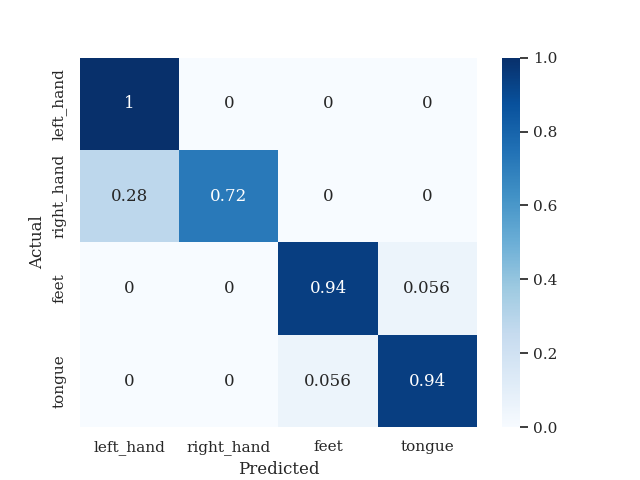 Actual
left_hand
1 0 0 0
right_hand
0.28 0.72 0 0
feet
0 0 0.94 0.056
tongue
0 0 0.056 0.94
left_hand right_hand feet tongue
Predicted
1.0
0.8
0.6
0.4
0.2
0.0